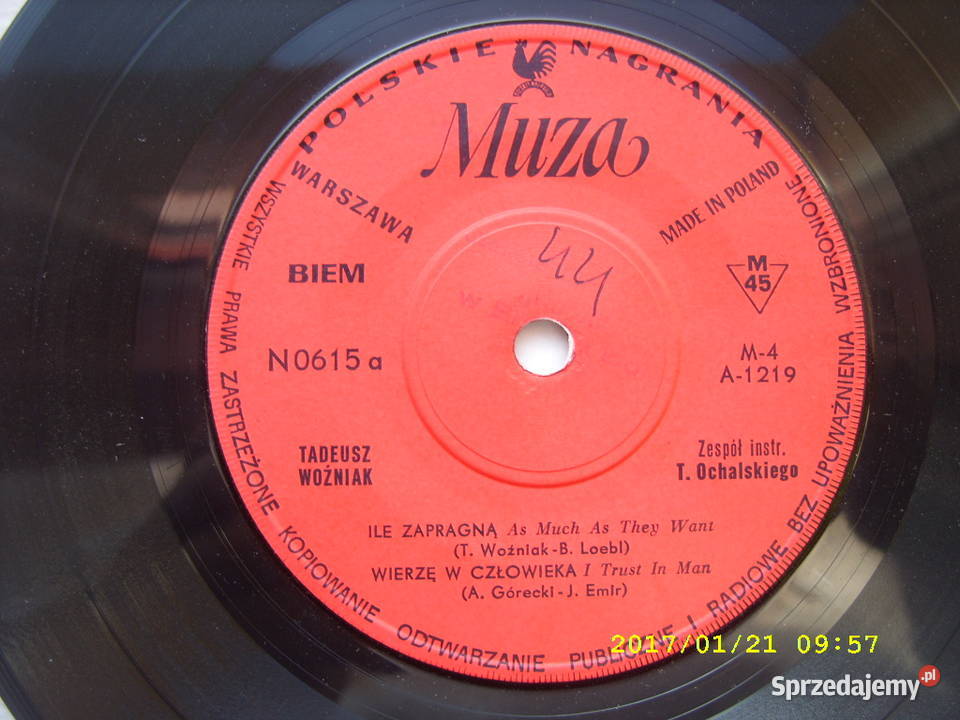 POLSKIE NAGRANIA
Muza
WARSZAWA
MADE IN POLAND
BIEM
M
45
44
N0615 a
M-4
A-1219
TADEUSZ
WOŹNIAK
Zespół instr.
T. Ochalskiego
ILE ZAPRAGNĄ As Much As They Want
(T. Woźniak-B. Loebl)
WIERZĘ W CZŁOWIEKA I Trust In Man
(A. Górecki-J. Emir)
WSZYSTKIE PRAWA ZASTRZEŻONE KOPIOWANIE ODTWARZANIE PUBLICZNE I RADIOWE BEZ UPOWAŻNIENIA WZBRONIONE
2017/01/21 09:57
Sprzedajemy.pl